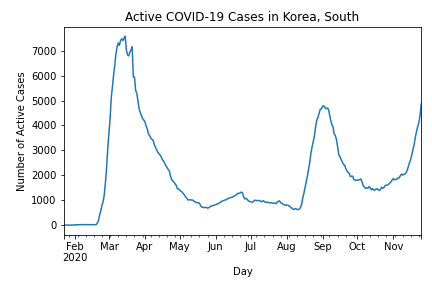 Active COVID-19 Cases in Korea, South
Number of Active Cases
7000
6000
5000
4000
3000
2000
1000
0
Feb Mar Apr May Jun Jul Aug Sep Oct Nov
2020
Day